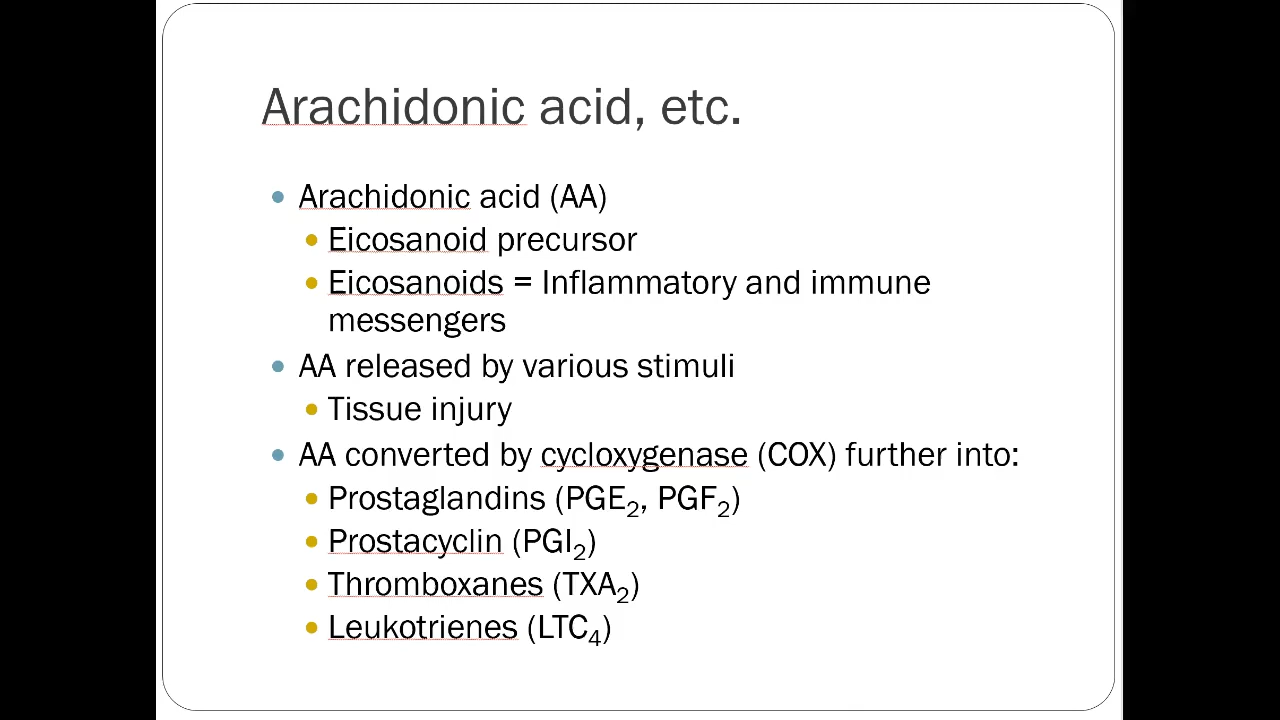 Arachidonic acid, etc.
Arachidonic acid (AA)
Eicosanoid precursor
Eicosanoids = Inflammatory and immune
messengers
AA released by various stimuli
Tissue injury
AA converted by cycloxygenase (COX) further into:
Prostaglandins (PGE₂, PGF₂)
Prostacyclin (PGI₂)
Thromboxanes (TXA₂)
Leukotrienes (LTC₄)